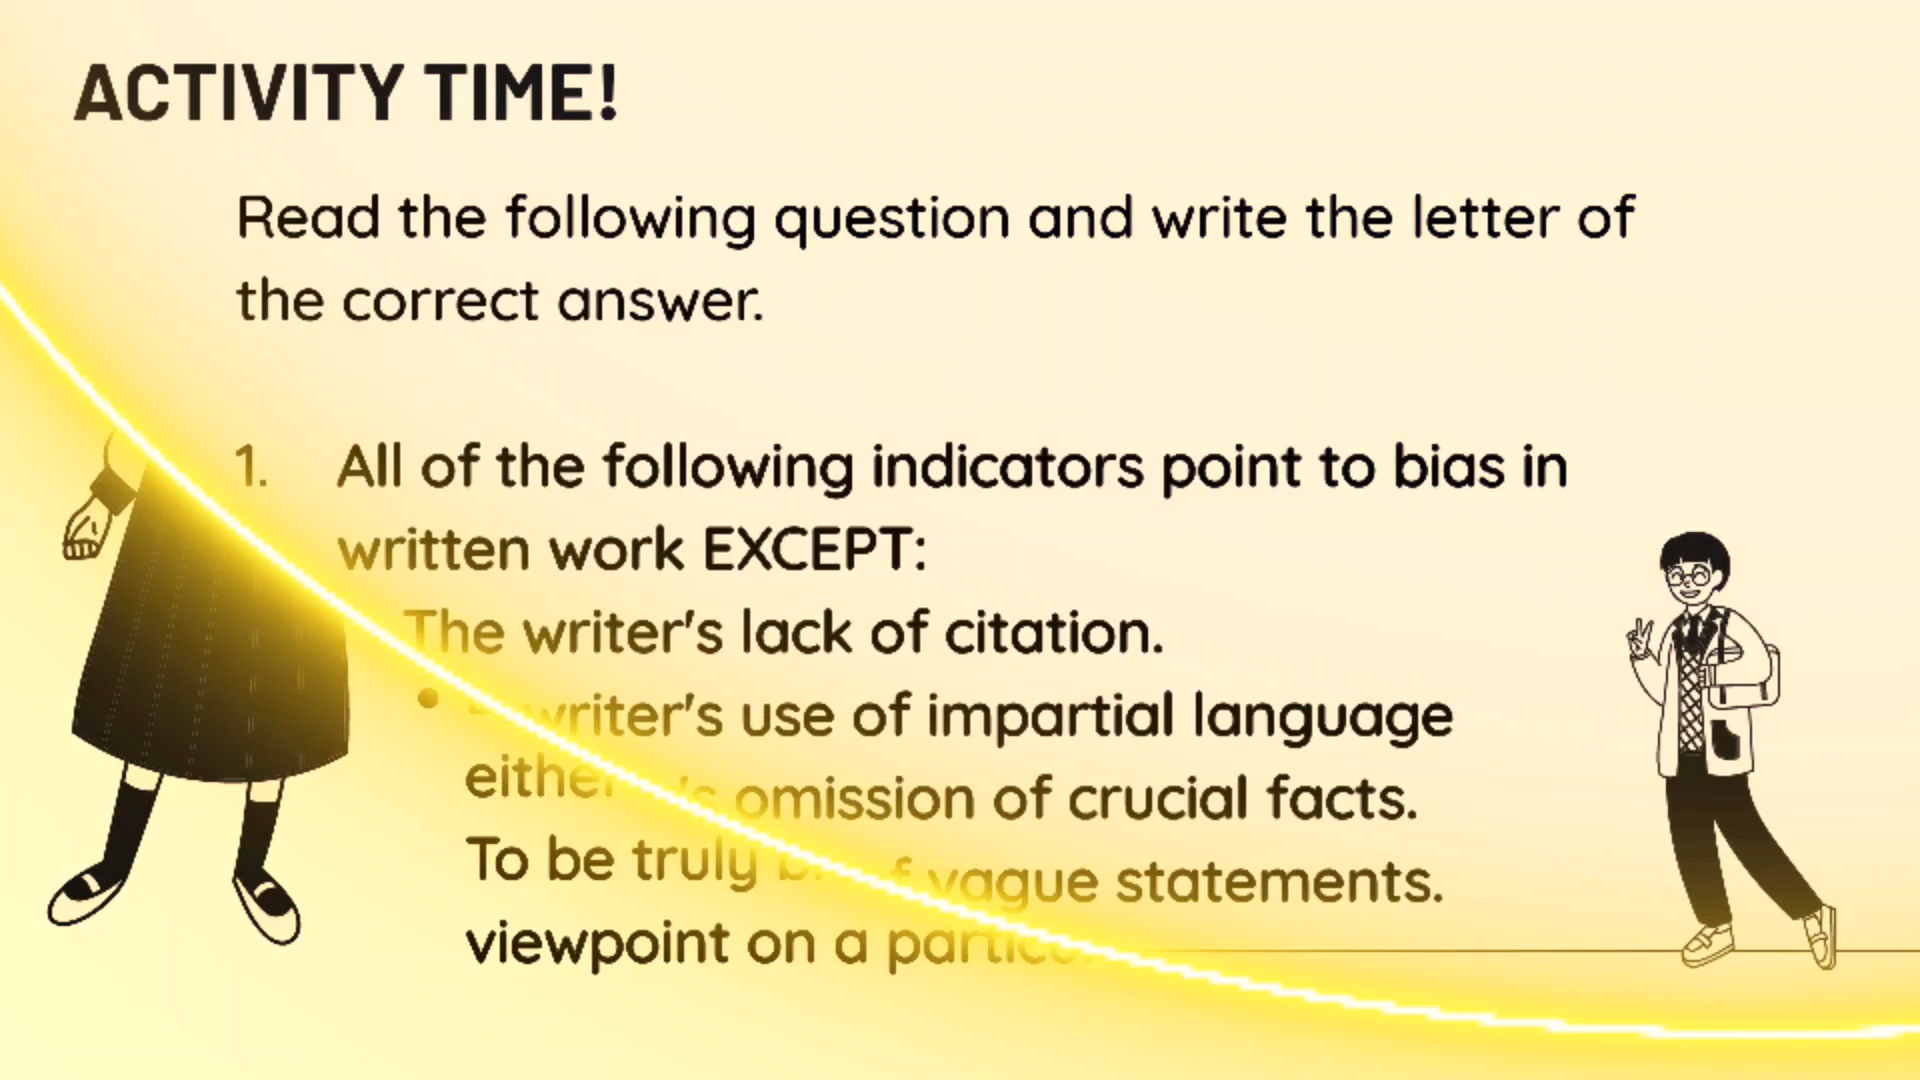 ACTIVITY TIME!
Read the following question and write the letter of
the correct answer.
1. All of the following indicators point to bias in
written work EXCEPT:
The writer's lack of citation.
writer's use of impartial language
omission of crucial facts.
vague statements.
•
To be truly
viewpoint on a